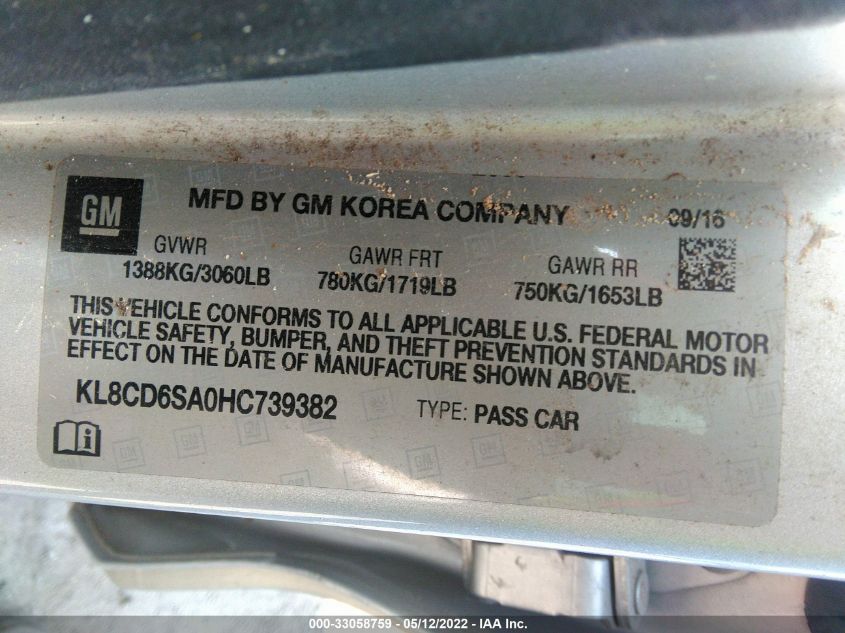 GM
MFD BY GM KOREA COMPANY
09/16
GVWR
1388KG/3060LB
GAWR FRT
780KG/1719LB
GAWR RR
750KG/1653LB
THIS VEHICLE CONFORMS TO ALL APPLICABLE U.S. FEDERAL MOTOR
VEHICLE SAFETY, BUMPER, AND THEFT PREVENTION STANDARDS IN
EFFECT ON THE DATE OF MANUFACTURE SHOWN ABOVE.
KL8CD6SA0HC739382
TYPE: PASS CAR
000-33058759 - 05/12/2022 - IAA Inc.